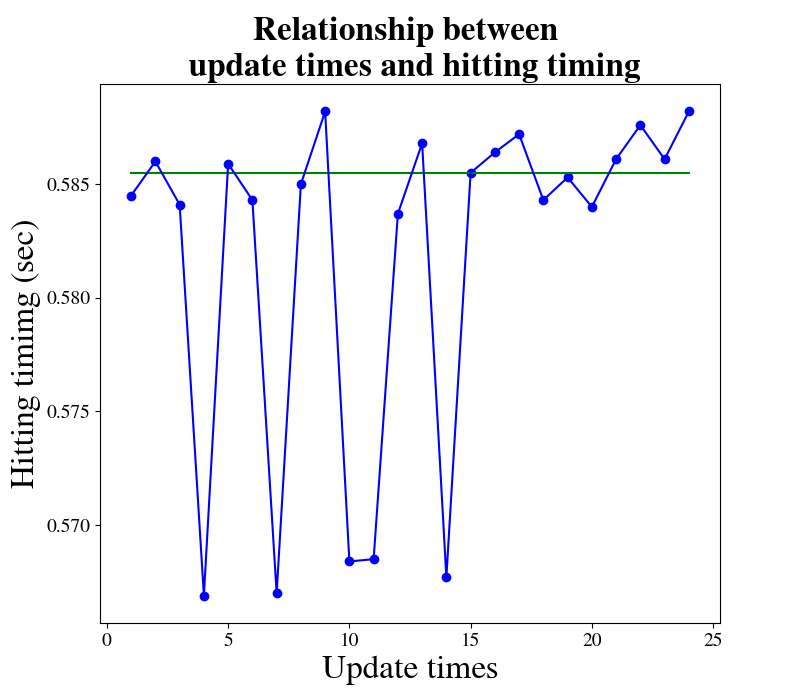 Relationship between
update times and hitting timing
Hitting timimg (sec)
0.585
0.580
0.575
0.570
0
5
10
15
20
25
Update times